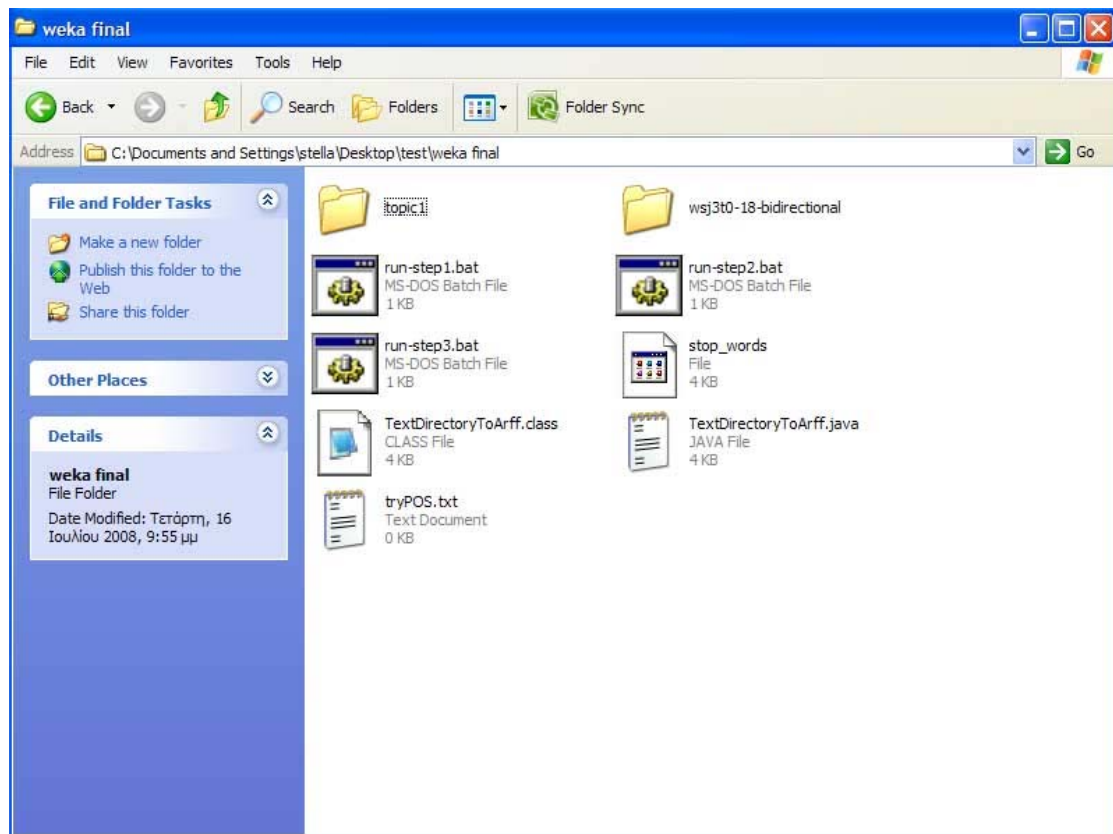 weka final
File Edit View Favorites Tools Help
Back Search Folders Folder Sync
Address C:\Documents and Settings\stella\Desktop\test\weka final Go
File and Folder Tasks
Make a new folder
Publish this folder to the
Web
Share this folder
Other Places
Details
weka final
File Folder
Date Modified: Τετάρτη, 16
Ιουλίου 2008, 9:55 μμ
topic1
wsj3t0-18-bidirectional
run-step1.bat
MS-DOS Batch File
1 KB
run-step2.bat
MS-DOS Batch File
1 KB
run-step3.bat
MS-DOS Batch File
1 KB
stop_words
File
4 KB
TextDirectoryToArff.class
CLASS File
4 KB
TextDirectoryToArff.java
JAVA File
4 KB
tryPOS.txt
Text Document
0 KB